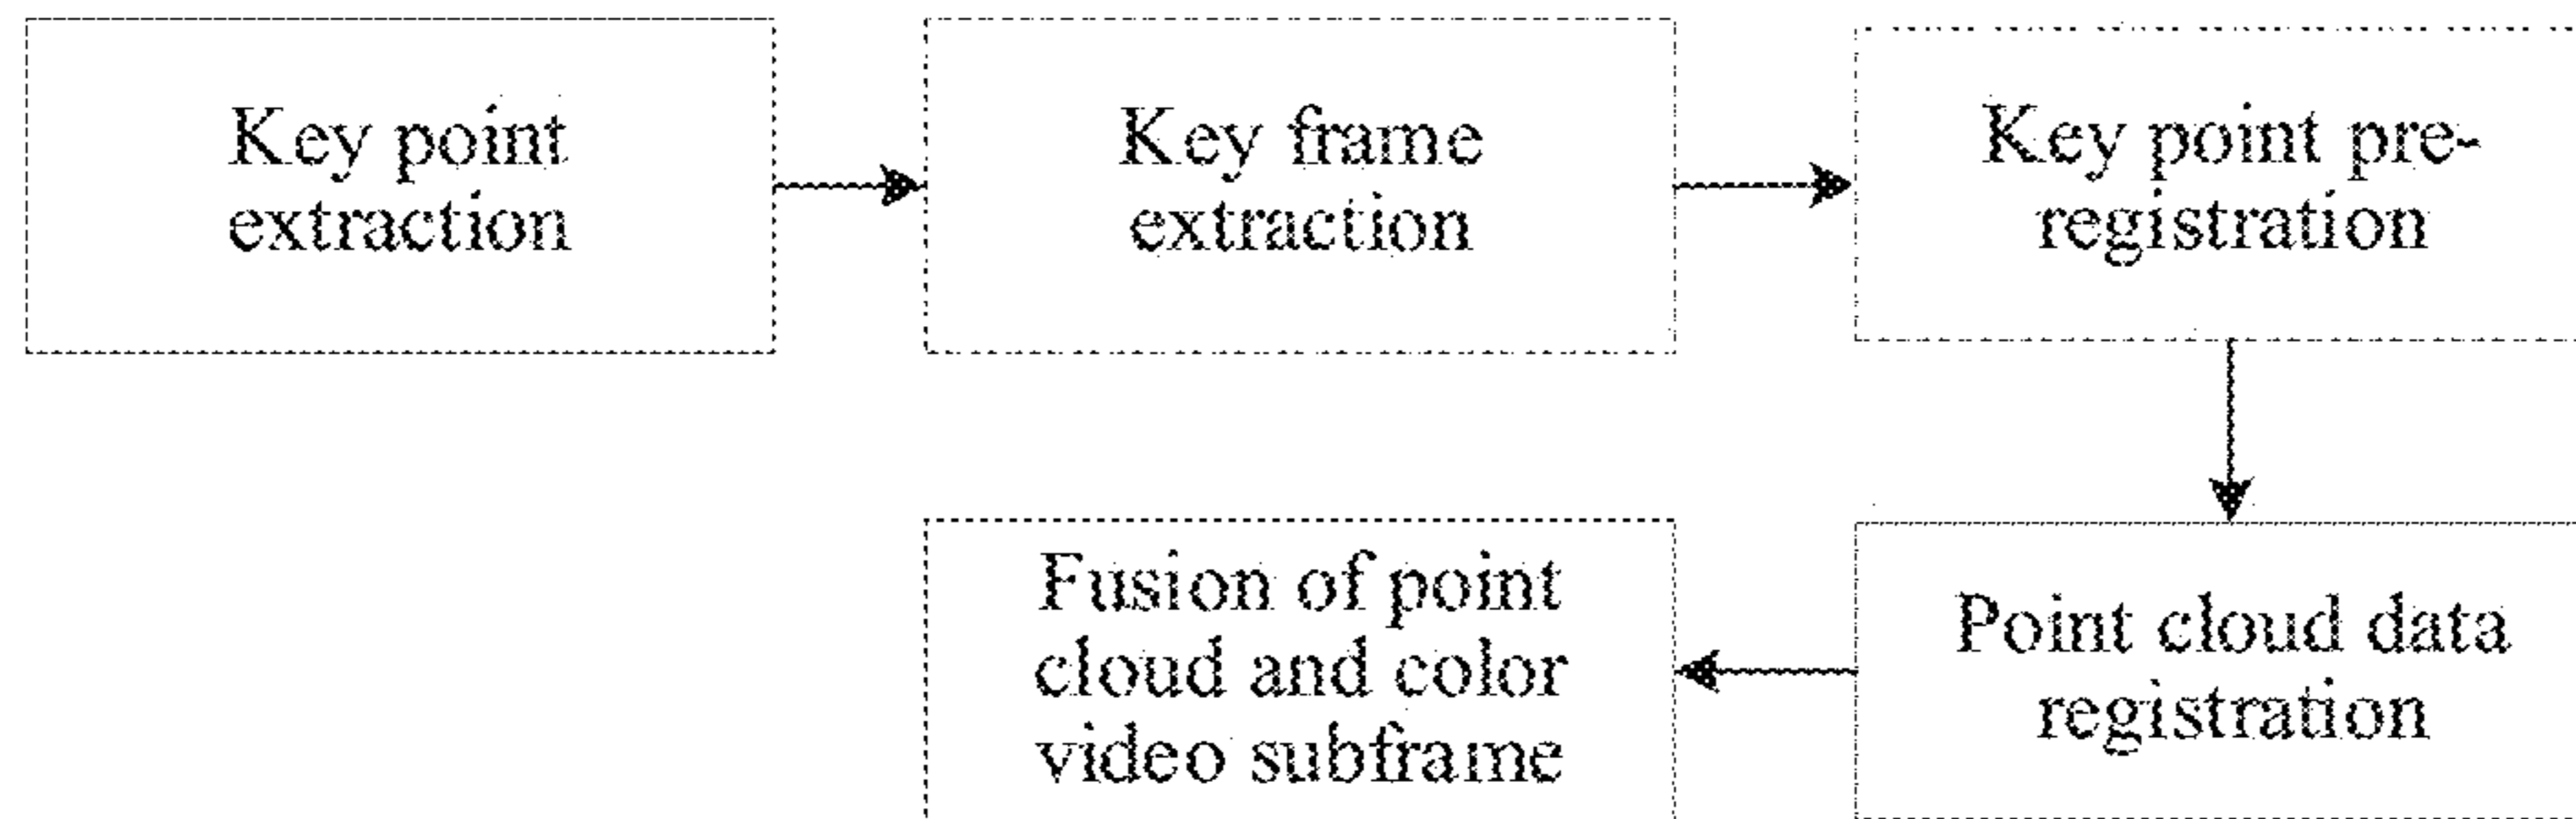 Key point
extraction
Key frame
extraction
Key point pre-
registration
Point cloud data
registration
Fusion of point
cloud and color
video subframe